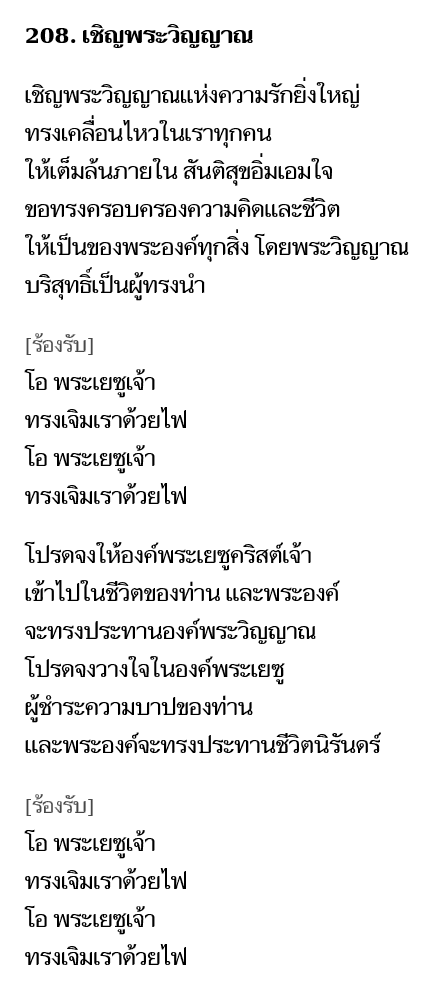 208. เชิญพระวิญญาณ
เชิญพระวิญญาณแห่งความรักยิ่งใหญ่
ทรงเคลื่อนไหวในเราทุกคน
ให้เต็มล้นภายใน สันติสุขอิ่มเอมใจ
ขอทรงครอบครองความคิดและชีวิต
ให้เป็นของพระองค์ทุกสิ่ง โดยพระวิญญาณ
บริสุทธิ์เป็นผู้ทรงนำ
[ร้องรับ]
โอ พระเยซูเจ้า
ทรงเจิมเราด้วยไฟ
โอ พระเยซูเจ้า
ทรงเจิมเราด้วยไฟ
โปรดจงให้องค์พระเยซูคริสต์เจ้า
เข้าไปในชีวิตของท่าน และพระองค์
จะทรงประทานองค์พระวิญญาณ
โปรดจงวางใจในองค์พระเยซู
ผู้ชำระความบาปของท่าน
และพระองค์จะทรงประทานชีวิตนิรันดร์
[ร้องรับ]
โอ พระเยซูเจ้า
ทรงเจิมเราด้วยไฟ
โอ พระเยซูเจ้า
ทรงเจิมเราด้วยไฟ